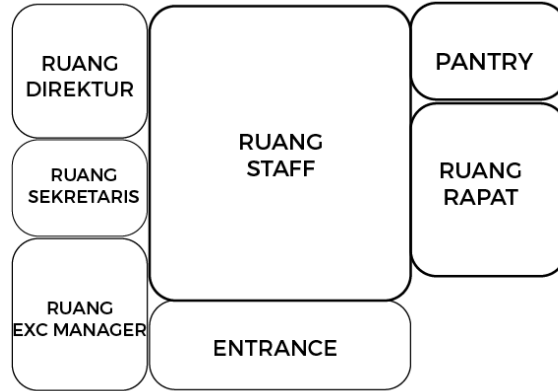 RUANG
DIREKTUR
RUANG
SEKRETARIS
RUANG
EXC MANAGER
RUANG
STAFF
ENTRANCE
PANTRY
RUANG
RAPAT